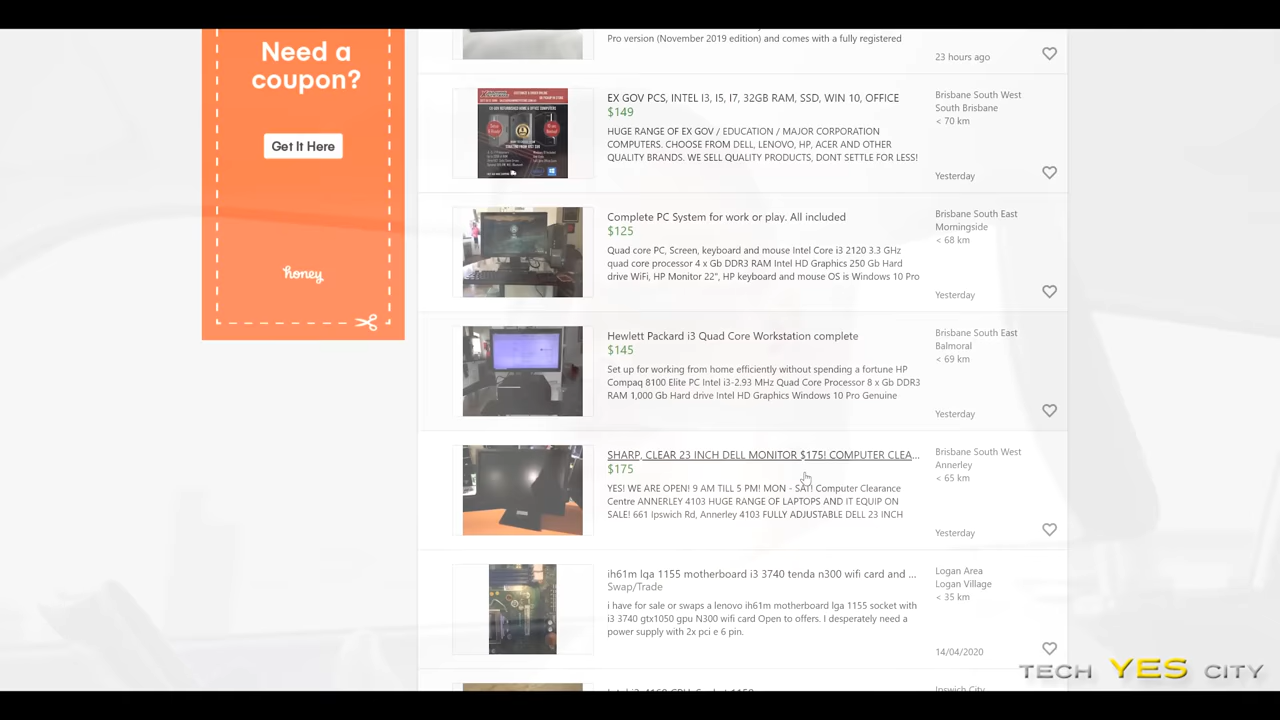 Need a
coupon?
Get It Here
honey
Pro version (November 2019 edition) and comes with a fully registered
23 hours ago
EX GOV PCS, INTEL I3, I5, I7, 32GB RAM, SSD, WIN 10, OFFICE
$149
HUGE RANGE OF EX GOV / EDUCATION / MAJOR CORPORATION
COMPUTERS. CHOOSE FROM DELL, LENOVO, HP, ACER AND OTHER
QUALITY BRANDS. WE SELL QUALITY PRODUCTS, DONT SETTLE FOR LESS!
Brisbane South West
South Brisbane
< 70 km
Yesterday
Complete PC System for work or play. All included
$125
Quad core PC, Screen, keyboard and mouse Intel Core i3 2120 3.3 GHz
quad core processor 4 x Gb DDR3 RAM Intel HD Graphics 250 Gb Hard
drive WiFi, HP Monitor 22", HP keyboard and mouse OS is Windows 10 Pro
Brisbane South East
Morningside
< 68 km
Yesterday
Hewlett Packard i3 Quad Core Workstation complete
$145
Set up for working from home efficiently without spending a fortune HP
Compaq 8100 Elite PC Intel i3-2.93 MHz Quad Core Processor 8 x Gb DDR3
RAM 1,000 Gb Hard drive Intel HD Graphics Windows 10 Pro Genuine
Brisbane South East
Balmoral
< 69 km
Yesterday
SHARP, CLEAR 23 INCH DELL MONITOR $175! COMPUTER CLEA...
$175
YES! WE ARE OPEN! 9 AM TILL 5 PM! MON - SAT! Computer Clearance
Centre ANNERLEY 4103 HUGE RANGE OF LAPTOPS AND IT EQUIP ON
SALE! 661 Ipswich Rd, Annerley 4103 FULLY ADJUSTABLE DELL 23 INCH
Brisbane South West
Annerley
< 65 km
Yesterday
ih61m lga 1155 motherboard i3 3740 tenda n300 wifi card and ...
Swap/Trade
i have for sale or swaps a lenovo ih61m motherboard lga 1155 socket with
i3 3740 gtx1050 gpu N300 wifi card Open to offers. I desperately need a
power supply with 2x pci e 6 pin.
Logan Area
Logan Village
< 35 km
14/04/2020
Ipswich City
TECH YES CITY